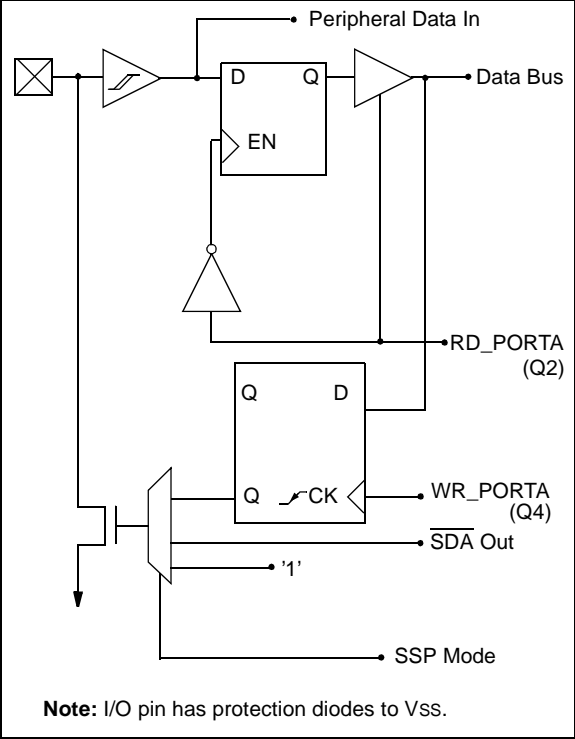 Peripheral Data In
D Q
Data Bus
EN
RD_PORTA
(Q2)
Q D
Q CK
WR_PORTA
(Q4)
SDA Out
'1'
SSP Mode
Note: I/O pin has protection diodes to VSS.